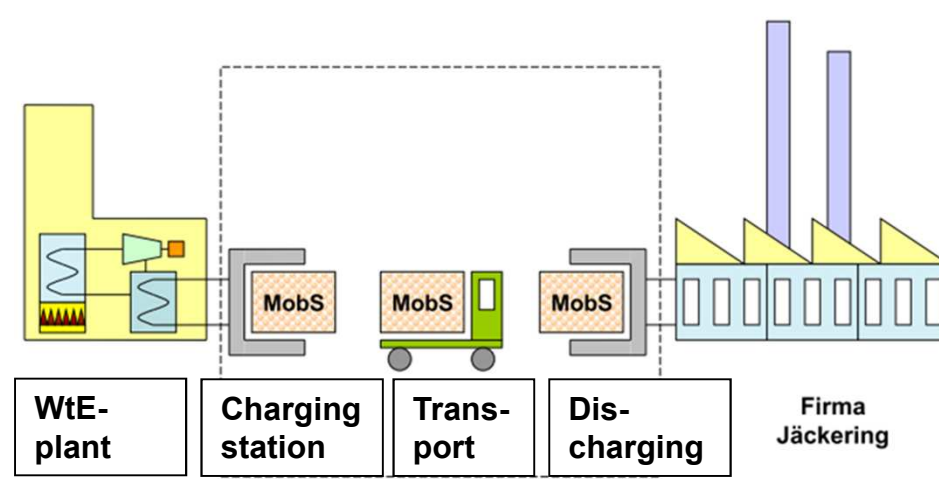 MobS
MobS
MobS
WtE-
plant
Charging
station
Trans-
port
Dis-
charging
Firma
Jäckering